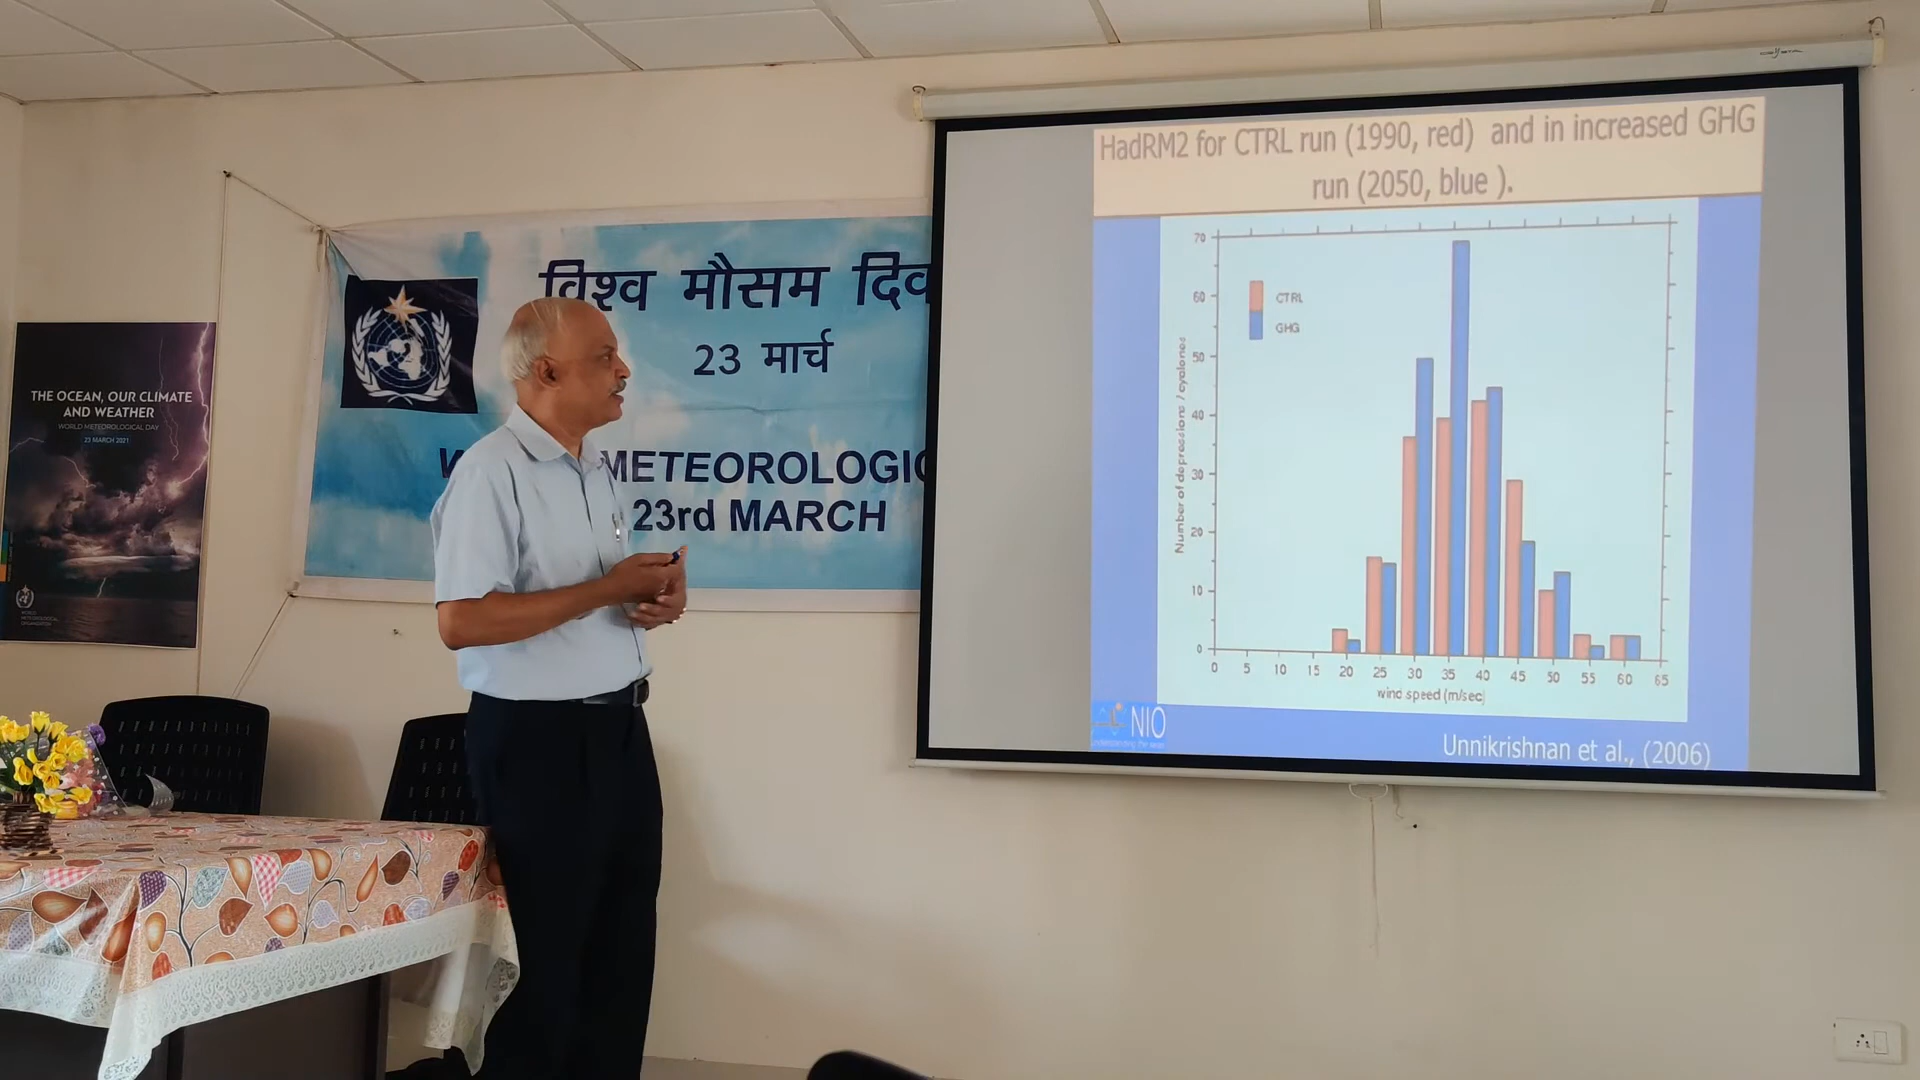 THE OCEAN, OUR CLIMATE
AND WEATHER
WORLD METEOROLOGICAL DAY
23 MARCH 2021
WORLD
METEOROLOGICAL
ORGANIZATION
विश्व मौसम
23 मार्च
METEOROLOGIC
23rd MARCH
HadRM2 for CTRL run (1990, red) and in increased GHG
run (2050, blue ).
CTRL
GHG
Number of depressions / cyclones
70
60
50
40
30
20
10
0
0 5 10 15 20 25 30 35 40 45 50 55 60 65
wind speed (m/sec)
NIO
Unnikrishnan et al., (2006)